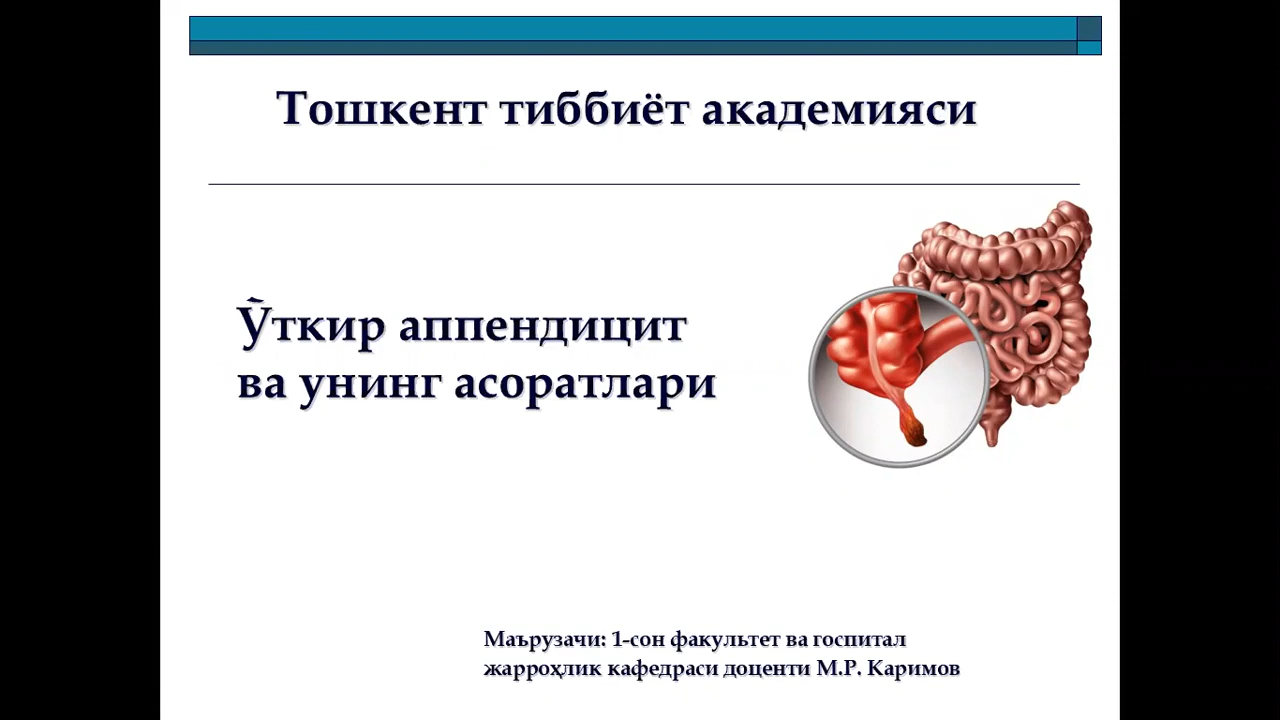 Тошкент тиббиёт академияси
Ўткир аппендицит
ва унинг асоратлари
Маърузачи: 1-сон факультет ва госпитал
жарроҳлик кафедраси доценти М.Р. Каримов